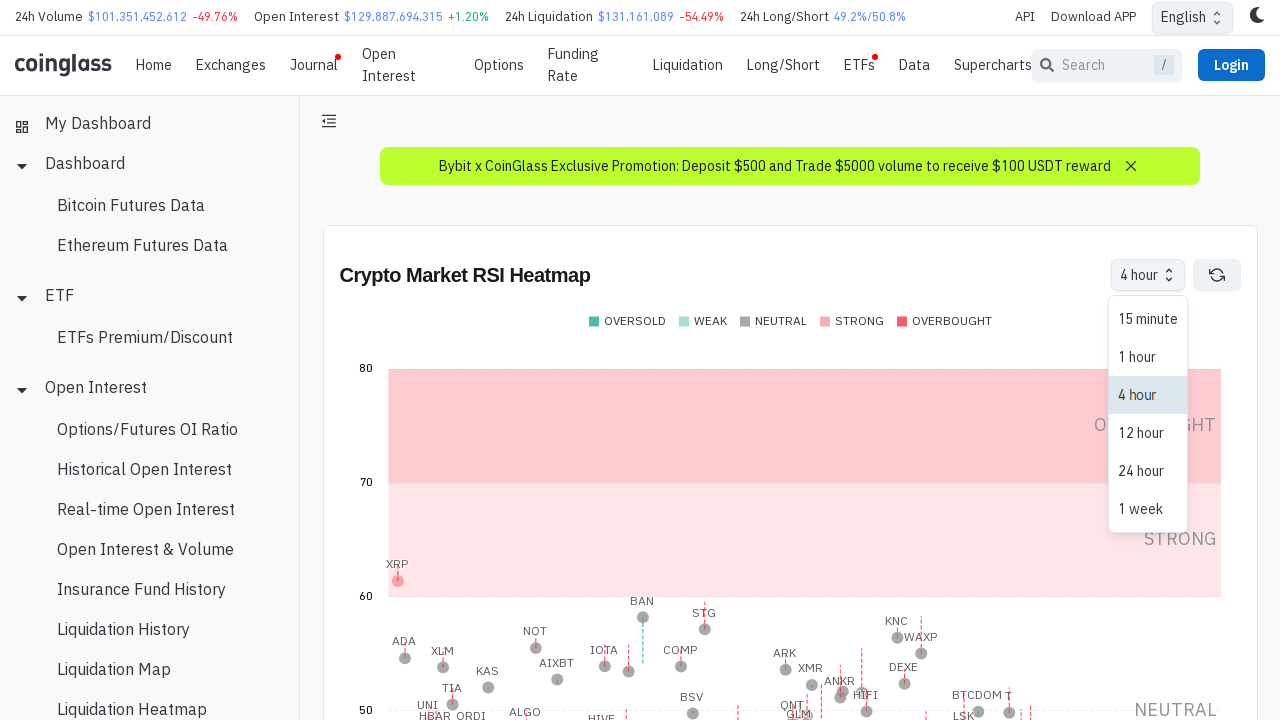 24h Volume $101,351,452,612 -49.76% Open Interest $129,887,694,315 +1.20% 24h Liquidation $131,161,089 -54.49% 24h Long/Short 49.2%/50.8% API Download APP English
coinglass Home Exchanges Journal Open Interest Options Funding Rate Liquidation Long/Short ETFs Data Supercharts Search / Login
My Dashboard
Dashboard
Bitcoin Futures Data
Ethereum Futures Data
ETF
ETFs Premium/Discount
Open Interest
Options/Futures OI Ratio
Historical Open Interest
Real-time Open Interest
Open Interest & Volume
Insurance Fund History
Liquidation History
Liquidation Map
Liquidation Heatmap
Bybit x CoinGlass Exclusive Promotion: Deposit $500 and Trade $5000 volume to receive $100 USDT reward
Crypto Market RSI Heatmap
4 hour
15 minute
1 hour
4 hour
12 hour
24 hour
1 week
OVERSOLD WEAK NEUTRAL STRONG OVERBOUGHT
80
70
STRONG
XRP
60
BAN
STG
KNC
NOT
WAXP
ADA
XLM
IOTA
COMP
ARK
AIXBT
XMR
DEXE
KAS
ANKR
TIA
BSV
HIFI
BTCDOM T
UNI
QNT
50
NEUTRAL
HBAR ORDI
ALGO
GLM
LSK
HIVE